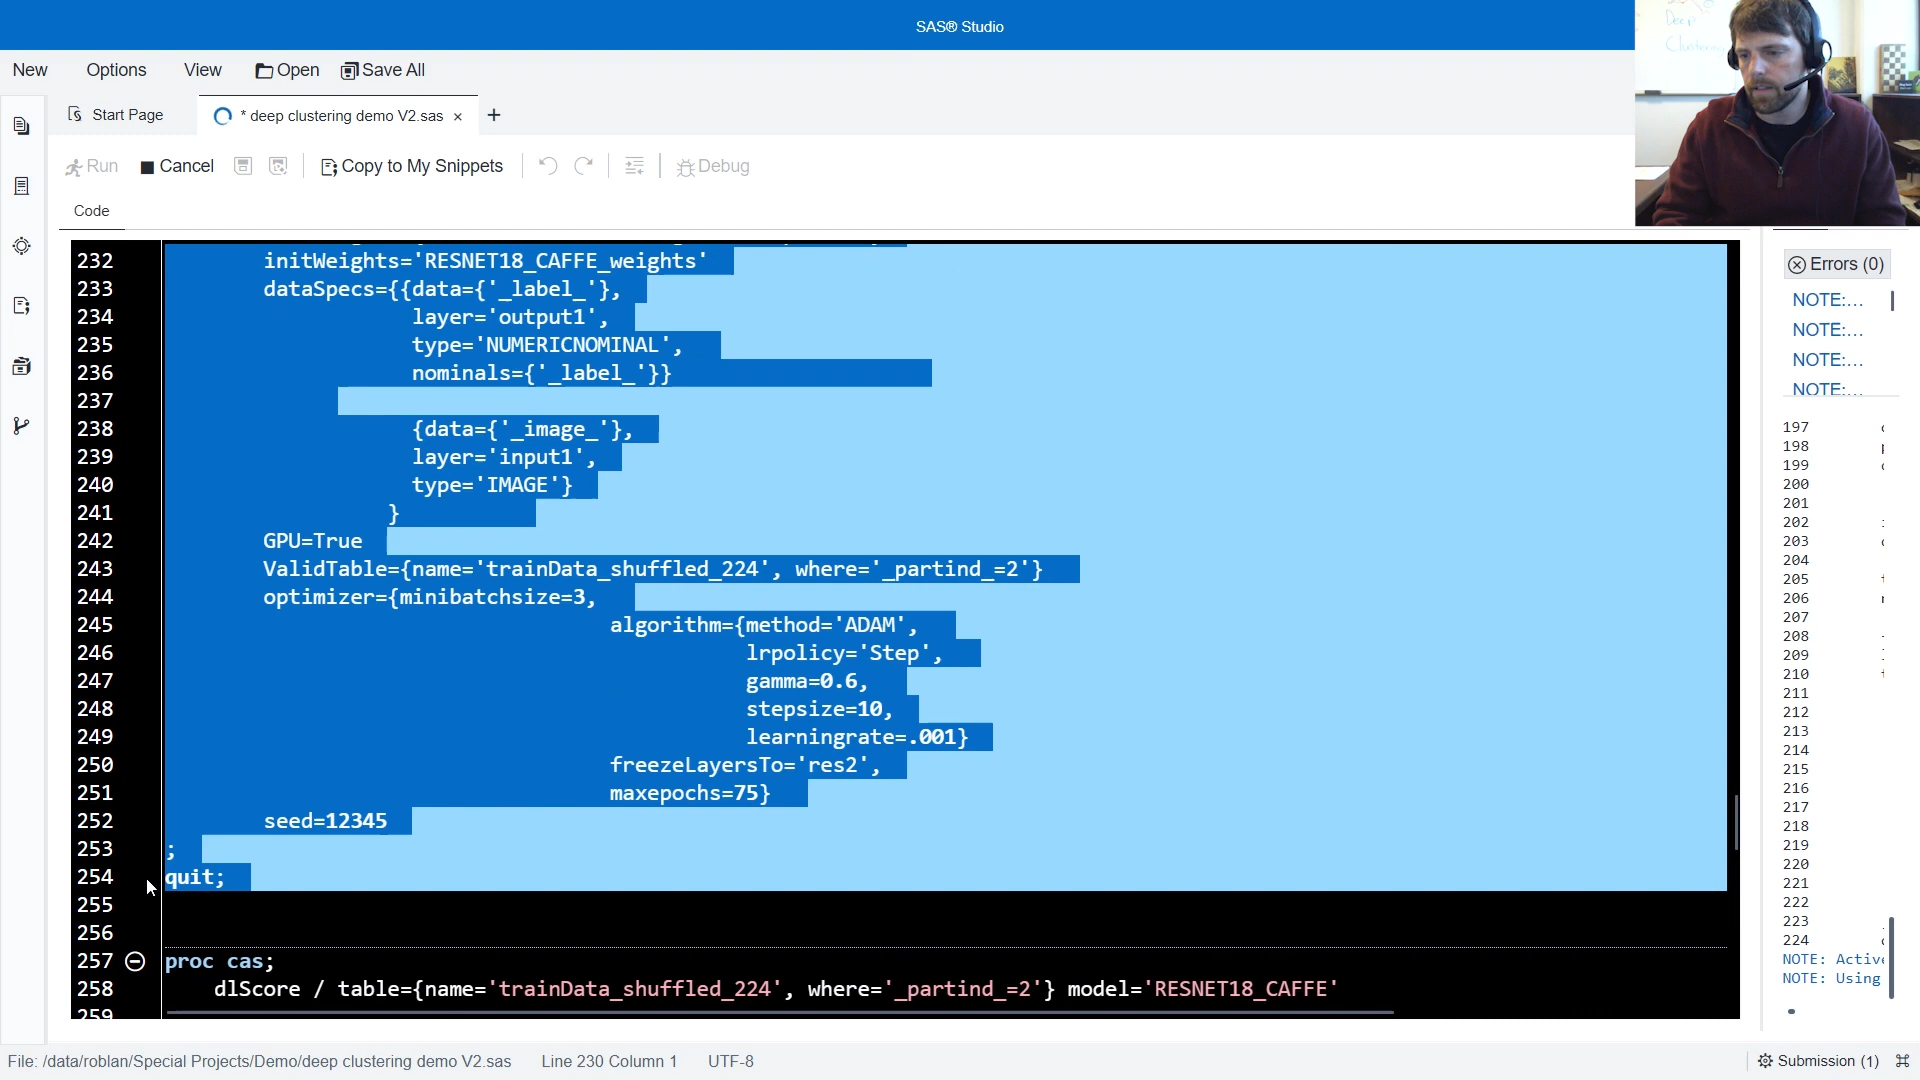 SAS® Studio
New
Options
View
Open
Save All
Start Page
* deep clustering demo V2.sas
Run
Cancel
Copy to My Snippets
Debug
Code
Deep
232 initWeights='RESNET18_CAFFE_weights'
233 dataSpecs={{data={'_label_'},
234 layer='output1',
235 type='NUMERICNOMINAL',
236 nominals={'_label_'}}
237
238 {data={'_image_'},
239 layer='input1',
240 type='IMAGE'}
241 }
242 GPU=True
243 ValidTable={name='trainData_shuffled_224', where='_partind_=2'}
244 optimizer={minibatchsize=3,
245 algorithm={method='ADAM',
246 lrpolicy='Step',
247 gamma=0.6,
248 stepsize=10,
249 learningrate=.001}
250 freezeLayersTo='res2',
251 maxepochs=75}
252 seed=12345
253 ;
254 quit;
255
256
257 proc cas;
258 dlScore / table={name='trainData_shuffled_224', where='_partind_=2'} model='RESNET18_CAFFE'
259
Errors (0)
NOTE:...
NOTE:...
NOTE:...
NOTE:...
197
198
199
200
201
202
203
204
205
206
207
208
209
210
211
212
213
214
215
216
217
218
219
220
221
222
223
224
NOTE: Active
NOTE: Using
File: /data/roblan/Special Projects/Demo/deep clustering demo V2.sas
Line 230 Column 1
UTF-8
Submission (1)